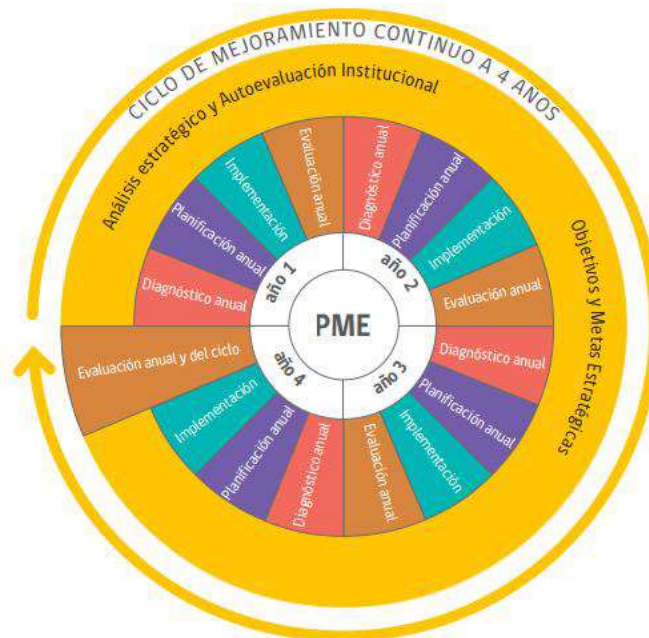 CICLO DE MEJORAMIENTO CONTINUO A 4 ANOS
Análisis estratégico y Autoevaluación Institucional
Objetivos y Metas Estratégicas
PME
año 1
Diagnóstico anual
Planificación anual
Implementación
Evaluación anual
año 2
Diagnóstico anual
Planificación anual
Implementación
Evaluación anual
año 3
Diagnóstico anual
Planificación anual
Implementación
Evaluación anual
año 4
Diagnóstico anual
Planificación anual
Implementación
Evaluación anual y del ciclo